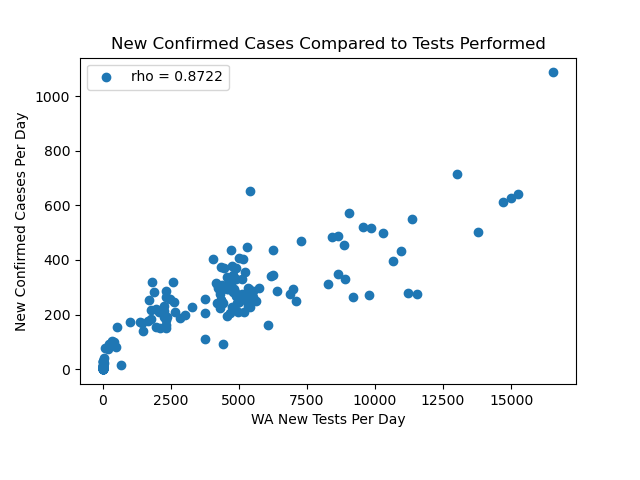 New Confirmed Cases Compared to Tests Performed
rho = 0.8722
New Confirmed Caeses Per Day
1000
800
600
400
200
0
0 2500 5000 7500 10000 12500 15000
WA New Tests Per Day